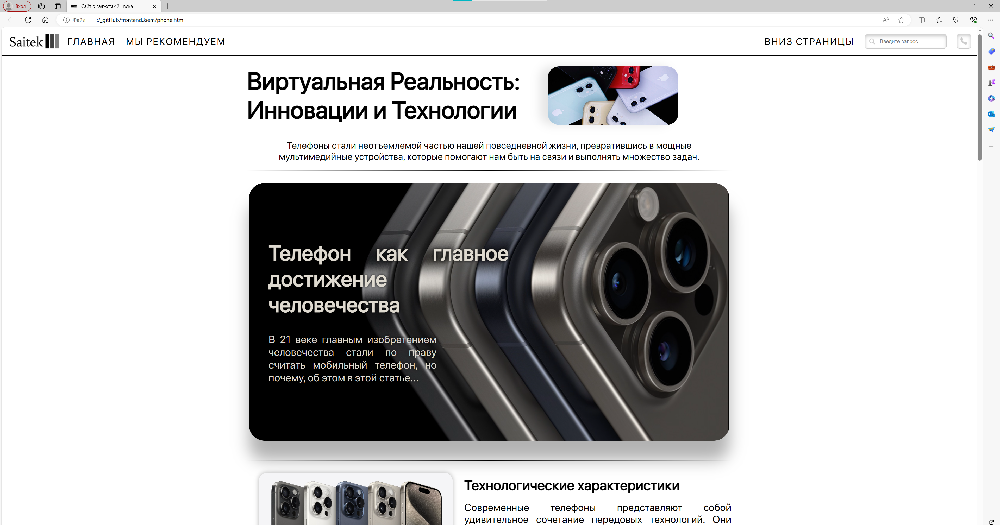 Вход
Сайт о гаджетах 21 века
Файл
I:/_gitHub/frontend3sem/phone.html
Saitek
ГЛАВНАЯ
МЫ РЕКОМЕНДУЕМ
ВНИЗ СТРАНИЦЫ
Введите запрос
Виртуальная Реальность:
Инновации и Технологии
Телефоны стали неотъемлемой частью нашей повседневной жизни, превратившись в мощные
мультимедийные устройства, которые помогают нам быть на связи и выполнять множество задач.
Телефон как главное
достижение
человечества
В 21 веке главным изобретением
человечества стали по праву
считать мобильный телефон, но
почему, об этом в этой статье...
Технологические характеристики
Современные телефоны представляют собой
удивительное сочетание передовых технологий. Они